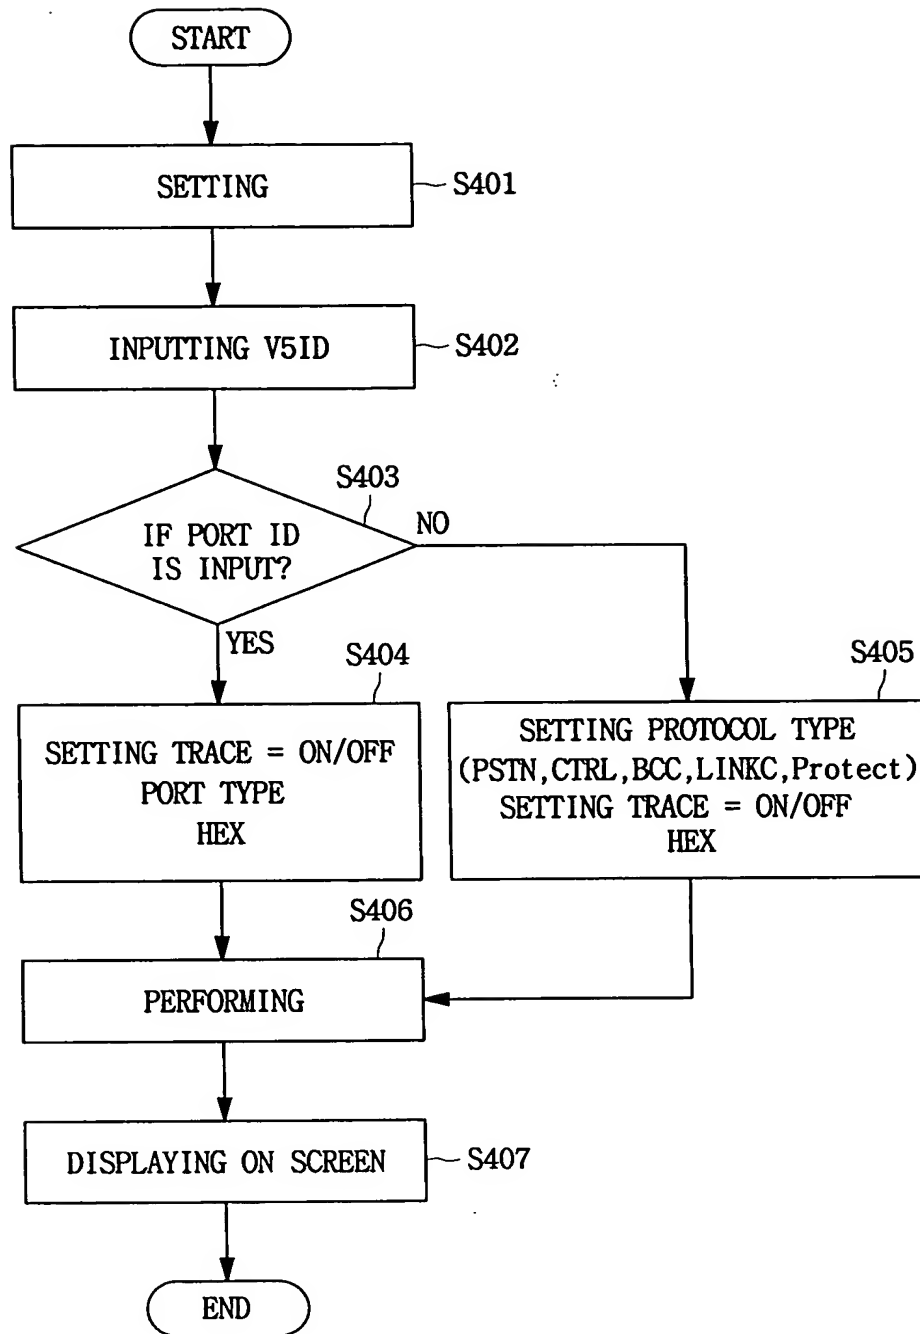 START
SETTING
S401
INPUTTING V5ID
S402
S403
IF PORT ID
IS INPUT?
NO
YES
S404
SETTING TRACE = ON/OFF
PORT TYPE
HEX
S405
SETTING PROTOCOL TYPE
(PSTN,CTRL,BCC,LINKC,Protect)
SETTING TRACE = ON/OFF
HEX
S406
PERFORMING
DISPLAYING ON SCREEN
S407
END